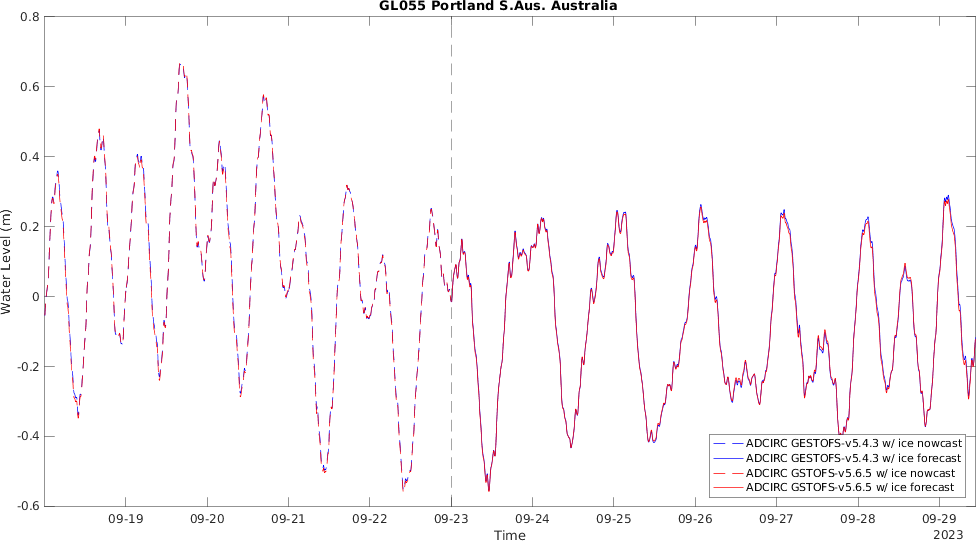 GL055 Portland S.Aus. Australia
0.8
0.6
0.4
0.2
0
-0.2
-0.4
-0.6
Water Level (m)
ADCIRC GESTOFS-v5.4.3 w/ ice nowcast
ADCIRC GESTOFS-v5.4.3 w/ ice forecast
ADCIRC GSTOFS-v5.6.5 w/ ice nowcast
ADCIRC GSTOFS-v5.6.5 w/ ice forecast
09-19 09-20 09-21 09-22 09-23 09-24 09-25 09-26 09-27 09-28 09-29
Time
2023